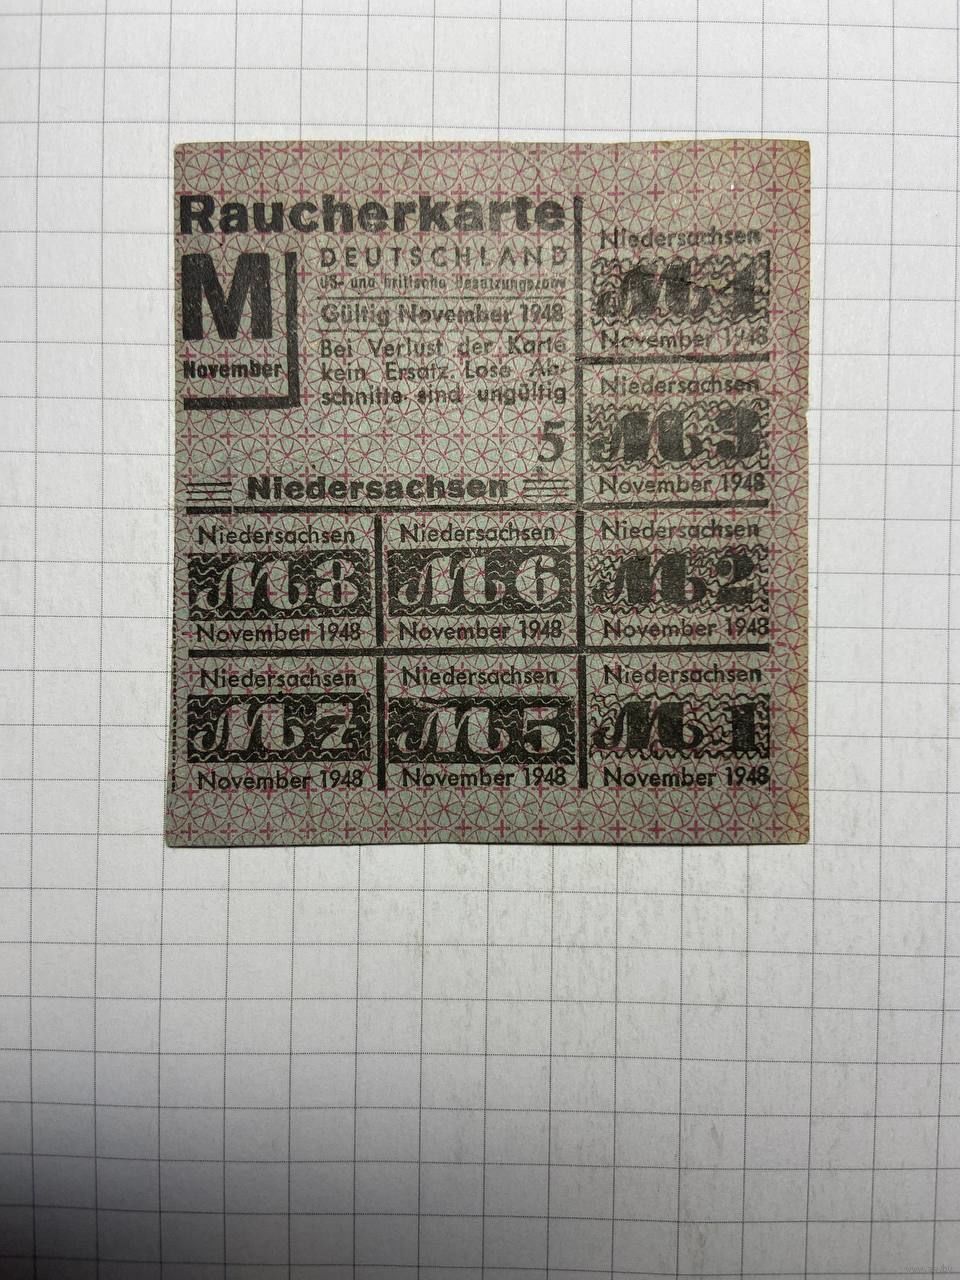 Raucherkarte
M
November
DEUTSCHLAND
US- und britische Besatzungszone
Gültig November 1948
Bei Verlust der Karte
kein Ersatz. Lose Ab-
schnitte sind ungültig
5
Niedersachsen
Niedersachsen
November 1948
Niedersachsen
M 3
November 1948
Niedersachsen
M 8
November 1948
Niedersachsen
M 6
November 1948
Niedersachsen
M 2
November 1948
Niedersachsen
M 7
November 1948
Niedersachsen
M 5
November 1948
Niedersachsen
M 1
November 1948